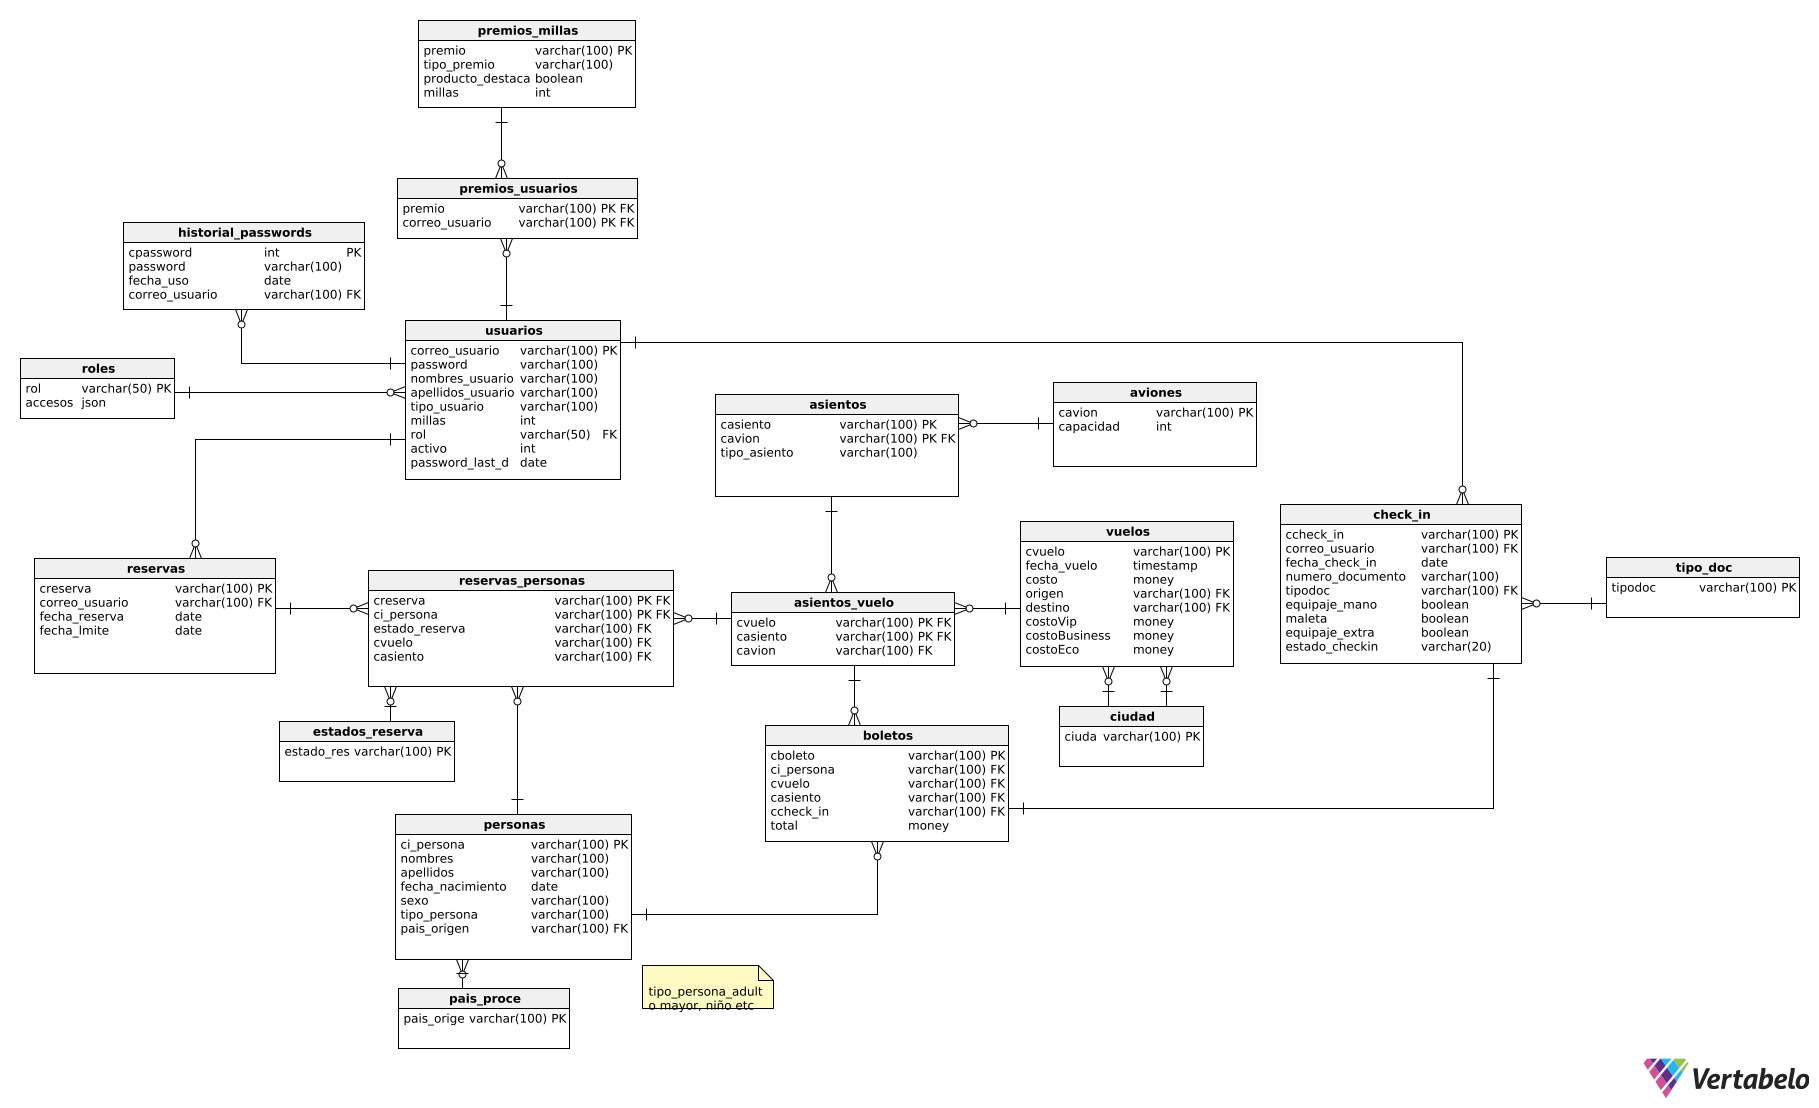 premios_millas
premio varchar(100) PK
tipo_premio varchar(100)
producto_destaca boolean
millas int
premios_usuarios
premio varchar(100) PK FK
correo_usuario varchar(100) PK FK
historial_passwords
cpassword int PK
password varchar(100)
fecha_uso date
correo_usuario varchar(100) FK
usuarios
correo_usuario varchar(100) PK
password varchar(100)
nombres_usuario varchar(100)
apellidos_usuario varchar(100)
tipo_usuario varchar(100)
millas int
rol varchar(50) FK
activo int
password_last_d date
roles
rol varchar(50) PK
accesos json
asientos
casiento varchar(100) PK
cavion varchar(100) PK FK
tipo_asiento varchar(100)
aviones
cavion varchar(100) PK
capacidad int
check_in
ccheck_in varchar(100) PK
correo_usuario varchar(100) FK
fecha_check_in date
numero_documento varchar(100)
tipodoc varchar(100) FK
equipaje_mano boolean
maleta boolean
equipaje_extra boolean
estado_checkin varchar(20)
tipo_doc
tipodoc varchar(100) PK
vuelos
cvuelo varchar(100) PK
fecha_vuelo timestamp
costo money
origen varchar(100) FK
destino varchar(100) FK
costoVip money
costoBusiness money
costoEco money
reservas
creserva varchar(100) PK
correo_usuario varchar(100) FK
fecha_reserva date
fecha_lmite date
reservas_personas
creserva varchar(100) PK FK
ci_persona varchar(100) PK FK
estado_reserva varchar(100) FK
cvuelo varchar(100) FK
casiento varchar(100) FK
asientos_vuelo
cvuelo varchar(100) PK FK
casiento varchar(100) PK FK
cavion varchar(100) FK
estados_reserva
estado_res varchar(100) PK
ciudad
ciuda varchar(100) PK
boletos
cboleto varchar(100) PK
ci_persona varchar(100) FK
cvuelo varchar(100) FK
casiento varchar(100) FK
ccheck_in varchar(100) FK
total money
personas
ci_persona varchar(100) PK
nombres varchar(100)
apellidos varchar(100)
fecha_nacimiento date
sexo varchar(100)
tipo_persona varchar(100)
pais_origen varchar(100) FK
tipo_persona_adult
o mayor, niño etc
pais_proce
pais_orige varchar(100) PK
Vertabelo